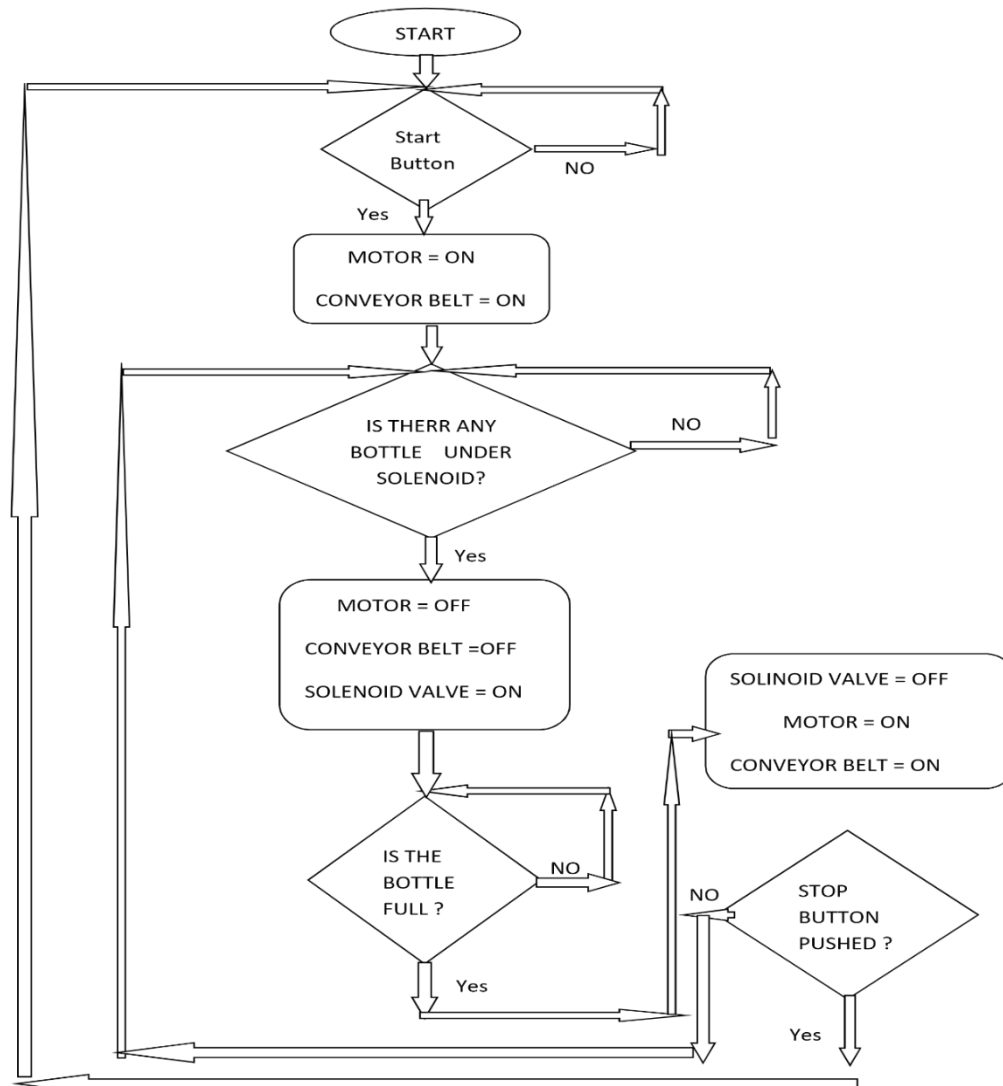 START
Start
Button
NO
Yes
MOTOR = ON
CONVEYOR BELT = ON
IS THERR ANY
BOTTLE UNDER
SOLENOID?
NO
Yes
MOTOR = OFF
CONVEYOR BELT =OFF
SOLENOID VALVE = ON
SOLINOID VALVE = OFF
MOTOR = ON
CONVEYOR BELT = ON
IS THE
BOTTLE
FULL ?
NO
Yes
STOP
BUTTON
PUSHED ?
NO
Yes